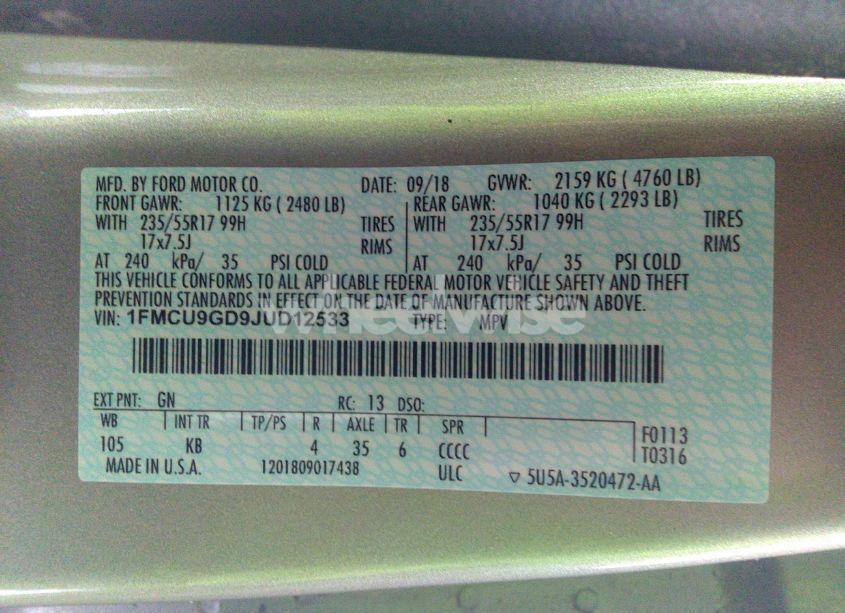 MFD. BY FORD MOTOR CO. DATE: 09/18 GVWR: 2159 KG ( 4760 LB)
FRONT GAWR: 1125 KG ( 2480 LB) REAR GAWR: 1040 KG ( 2293 LB)
WITH 235/55R17 99H TIRES WITH 235/55R17 99H TIRES
17x7.5J RIMS 17x7.5J RIMS
AT 240 kPa/ 35 PSI COLD AT 240 kPa/ 35 PSI COLD
THIS VEHICLE CONFORMS TO ALL APPLICABLE FEDERAL MOTOR VEHICLE SAFETY AND THEFT
PREVENTION STANDARDS IN EFFECT ON THE DATE OF MANUFACTURE SHOWN ABOVE.
VIN: 1FMCU9GD9JUD12533 TYPE: MPV
wheelwise
EXT PNT: GN RC: 13 DSO:
WB INT TR TP/PS R AXLE TR SPR
105 KB 4 35 6 CCCC
F0113
T0316
MADE IN U.S.A. 1201809017438 ULC ▽ 5U5A-3520472-AA